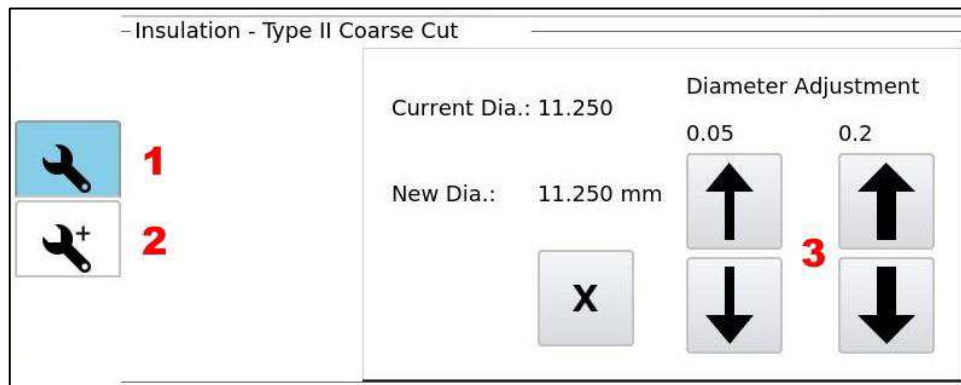 Insulation - Type II Coarse Cut
Diameter Adjustment
Current Dia.: 11.250
0.05 0.2
1
New Dia.: 11.250 mm
+ 2
3
X